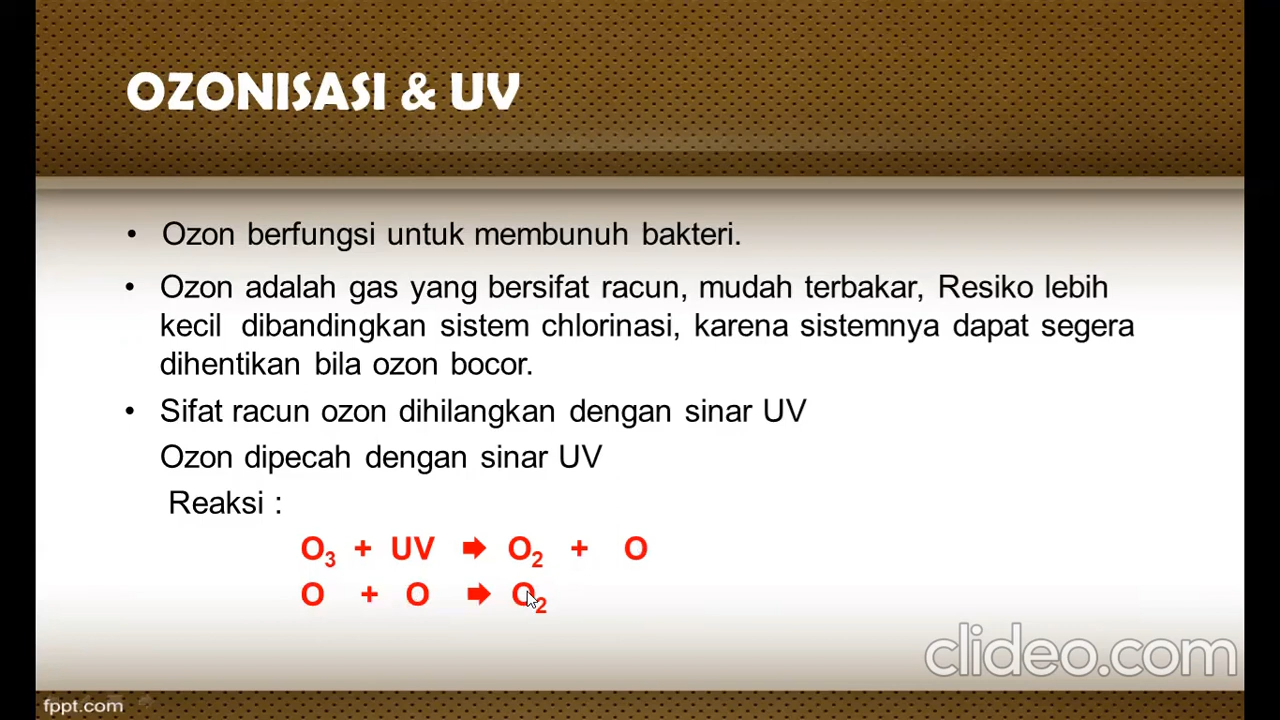 OZONISASI & UV
• Ozon berfungsi untuk membunuh bakteri.
• Ozon adalah gas yang bersifat racun, mudah terbakar, Resiko lebih
kecil dibandingkan sistem chlorinasi, karena sistemnya dapat segera
dihentikan bila ozon bocor.
• Sifat racun ozon dihilangkan dengan sinar UV
Ozon dipecah dengan sinar UV
Reaksi :
O₃ + UV 🡆 O₂ + O
O + O 🡆 O₂
clideo.com
fppt.com